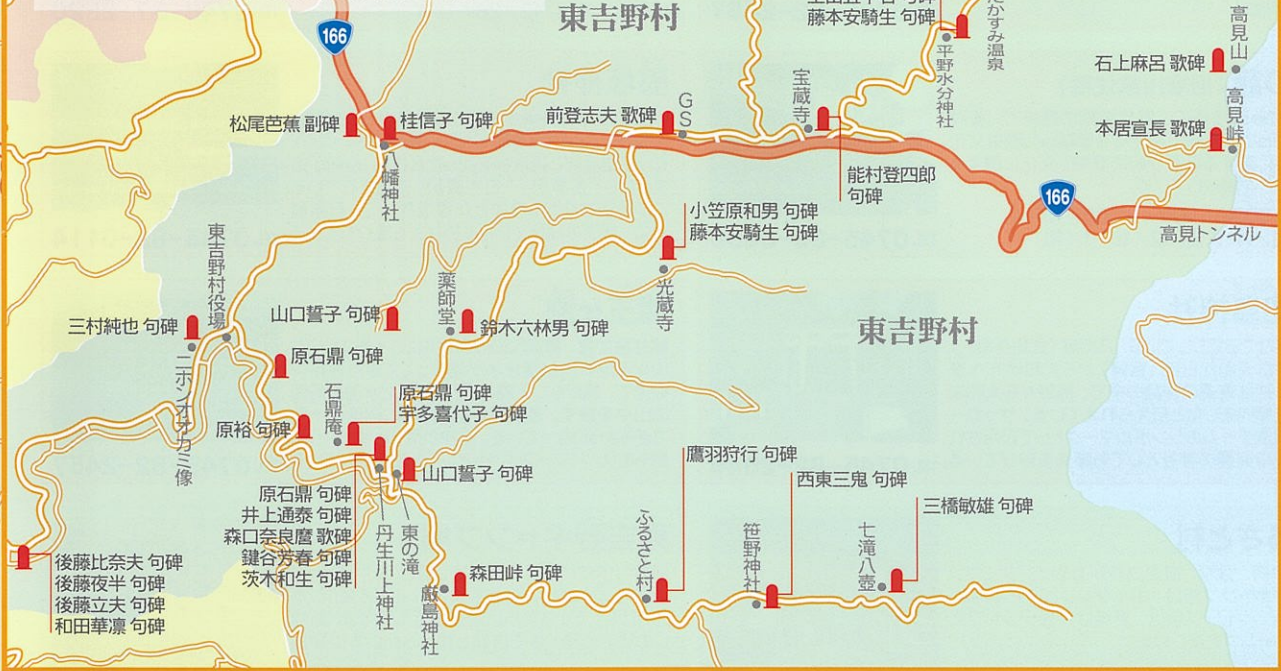 東吉野村
藤本安騎生 句碑
かすみ温泉
平野水分神社
高見山
石上麻呂 歌碑
高見峠
本居宣長 歌碑
166
松尾芭蕉 副碑
桂信子 句碑
八幡神社
前登志夫 歌碑
GS
宝蔵寺
能村登四郎
句碑
166
高見トンネル
小笠原和男 句碑
藤本安騎生 句碑
光蔵寺
東吉野村
東吉野村役場
三村純也 句碑
ニホンオオカミ像
山口誓子 句碑
薬師堂
鈴木六林男 句碑
原石鼎 句碑
石鼎庵
原石鼎 句碑
宇多喜代子 句碑
原裕 句碑
山口誓子 句碑
原石鼎 句碑
井上通泰 句碑
森口奈良麿 歌碑
鍵谷芳春 句碑
茨木和生 句碑
丹生川上神社
東の滝
厳島神社
森田峠 句碑
ふるさと村
鷹羽狩行 句碑
笹野神社
西東三鬼 句碑
七滝八壺
三橋敏雄 句碑
後藤比奈夫 句碑
後藤夜半 句碑
後藤立夫 句碑
和田華凛 句碑